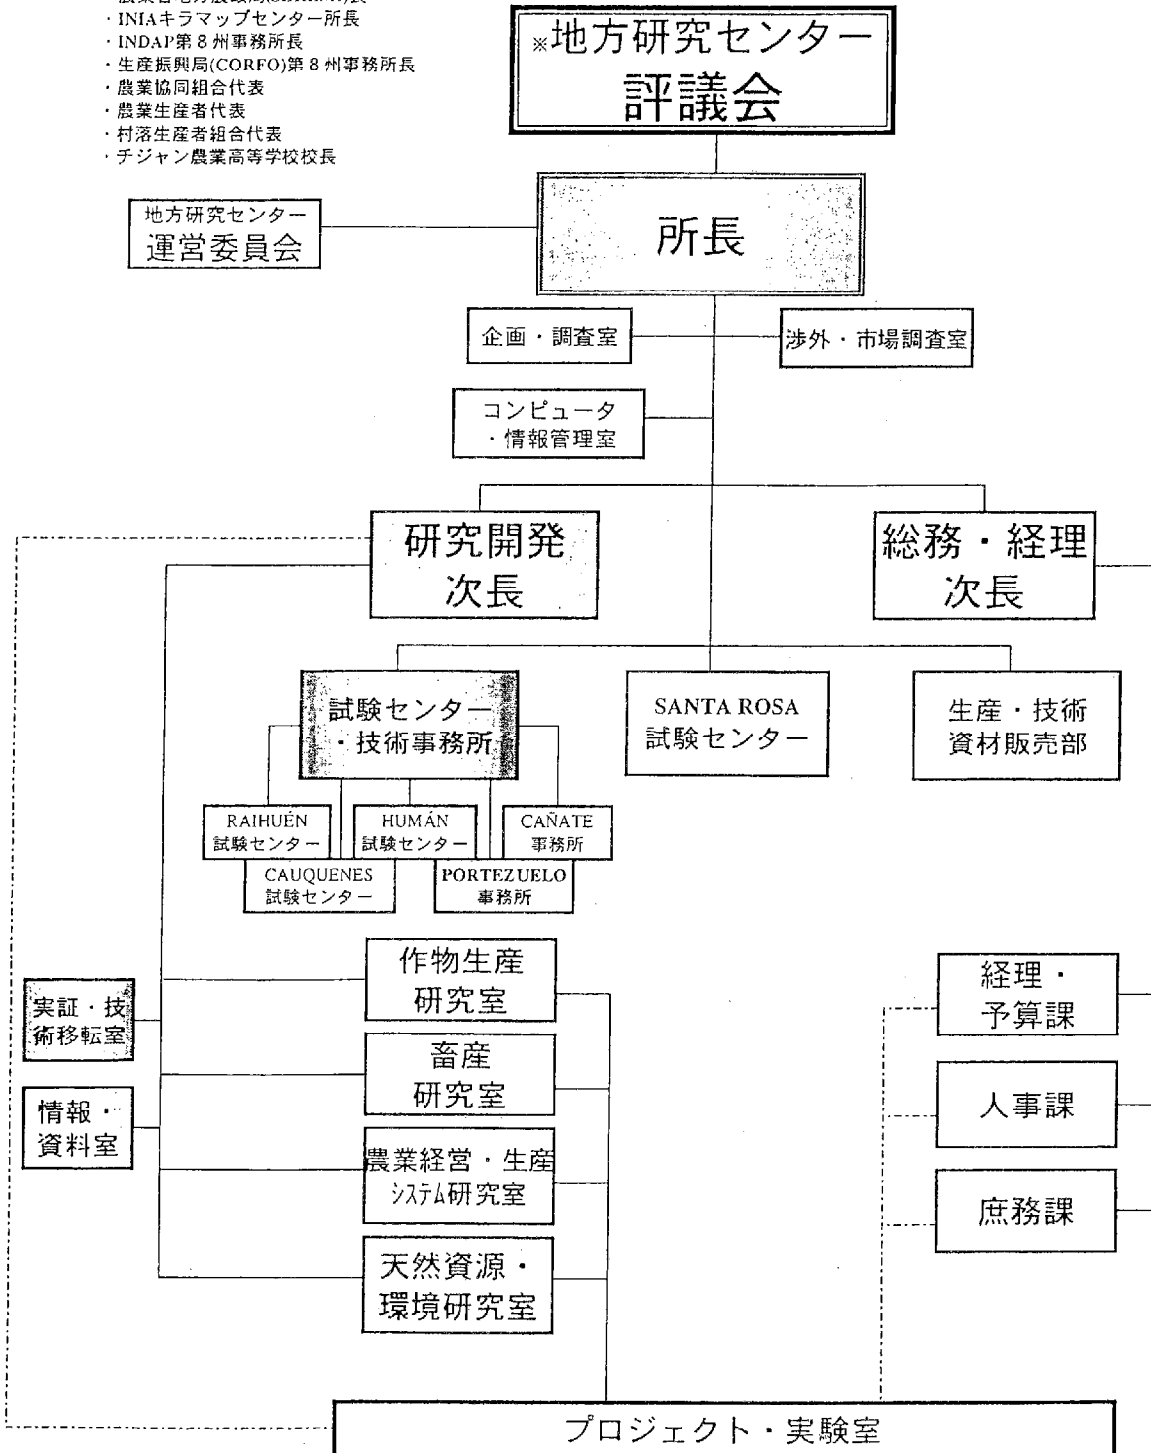 ・INIAキラマップセンター所長
・INDAP第8州事務所長
・生産振興局(CORFO)第8州事務所長
・農業協同組合代表
・農業生産者代表
・村落生産者組合代表
・チジャン農業高等学校校長
※地方研究センター
評議会
地方研究センター
運営委員会
所長
企画・調査室
渉外・市場調査室
コンピュータ
・情報管理室
研究開発
次長
総務・経理
次長
試験センター
・技術事務所
SANTA ROSA
試験センター
生産・技術
資材販売部
RAIHUÉN
試験センター
HUMÁN
試験センター
CAÑATE
事務所
CAUQUENES
試験センター
PORTEZUELO
事務所
作物生産
研究室
経理・
予算課
実証・技
術移転室
畜産
研究室
人事課
情報・
資料室
農業経営・生産
システム研究室
庶務課
天然資源・
環境研究室
プロジェクト・実験室